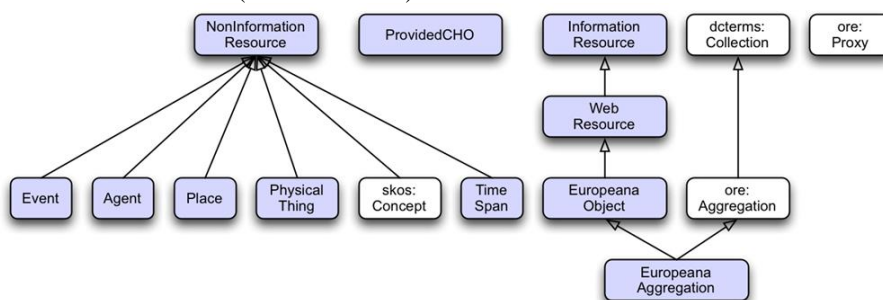 NonInformation
Resource
ProvidedCHO
Information
Resource
dcterms:
Collection
ore:
Proxy
Web
Resource
Event
Agent
Place
Physical
Thing
skos:
Concept
Time
Span
Europeana
Object
ore:
Aggregation
Europeana
Aggregation